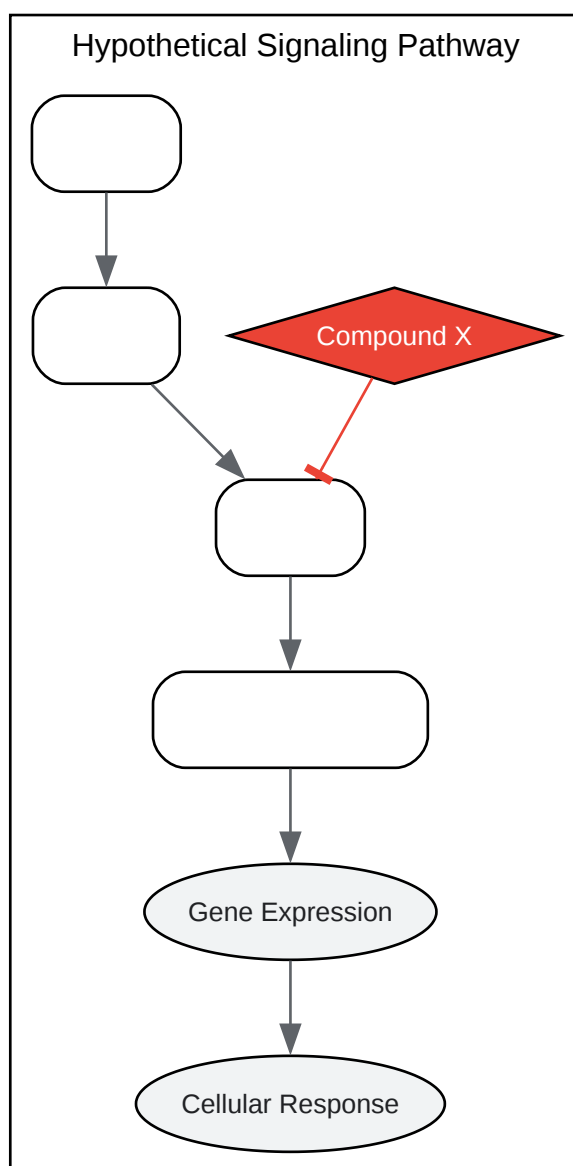 Hypothetical Signaling Pathway
Compound X
Gene Expression
Cellular Response